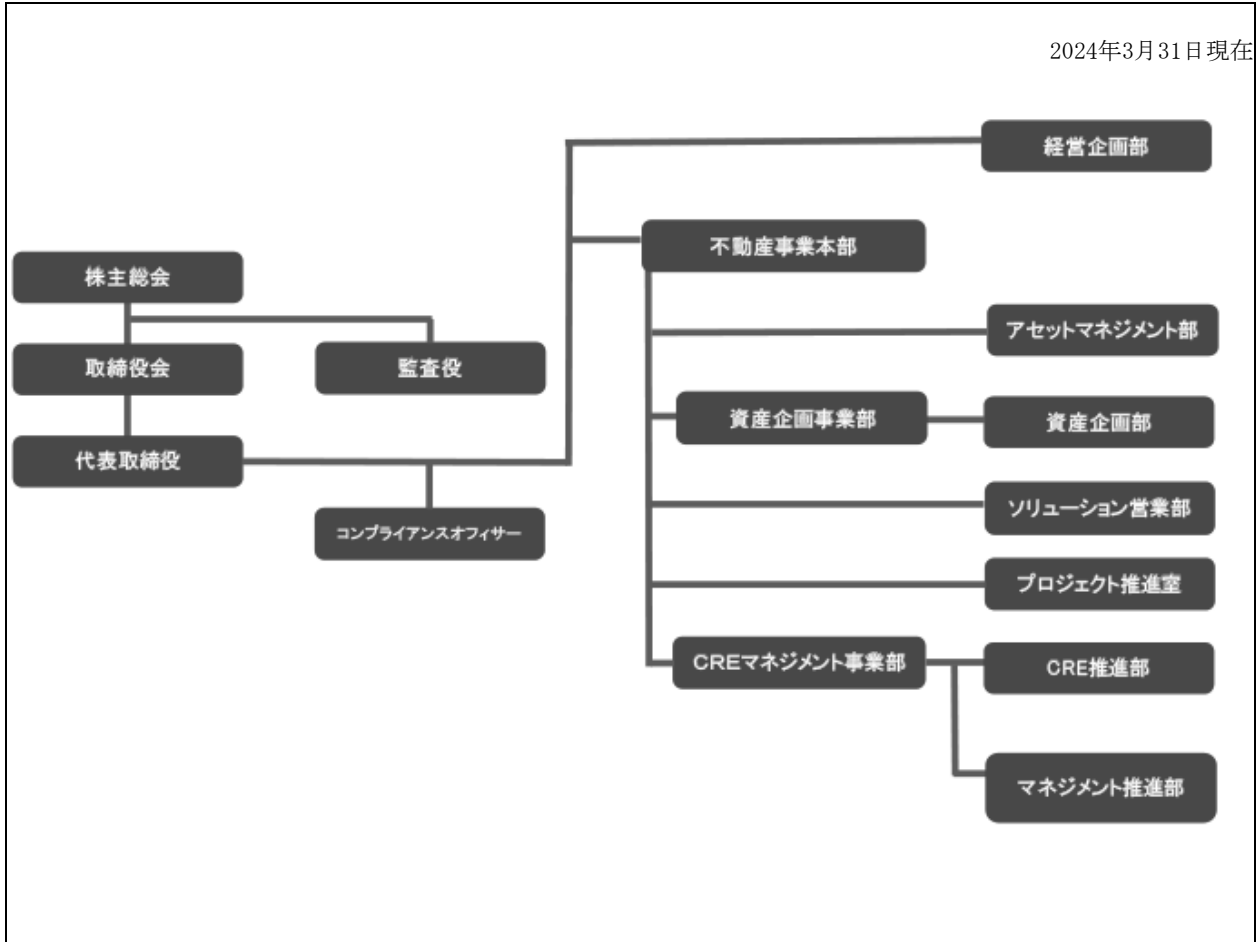 2024年3月31日現在
経営企画部
不動産事業本部
株主総会
アセットマネジメント部
取締役会
監査役
資産企画事業部
資産企画部
代表取締役
ソリューション営業部
コンプライアンスオフィサー
プロジェクト推進室
CREマネジメント事業部
CRE推進部
マネジメント推進部